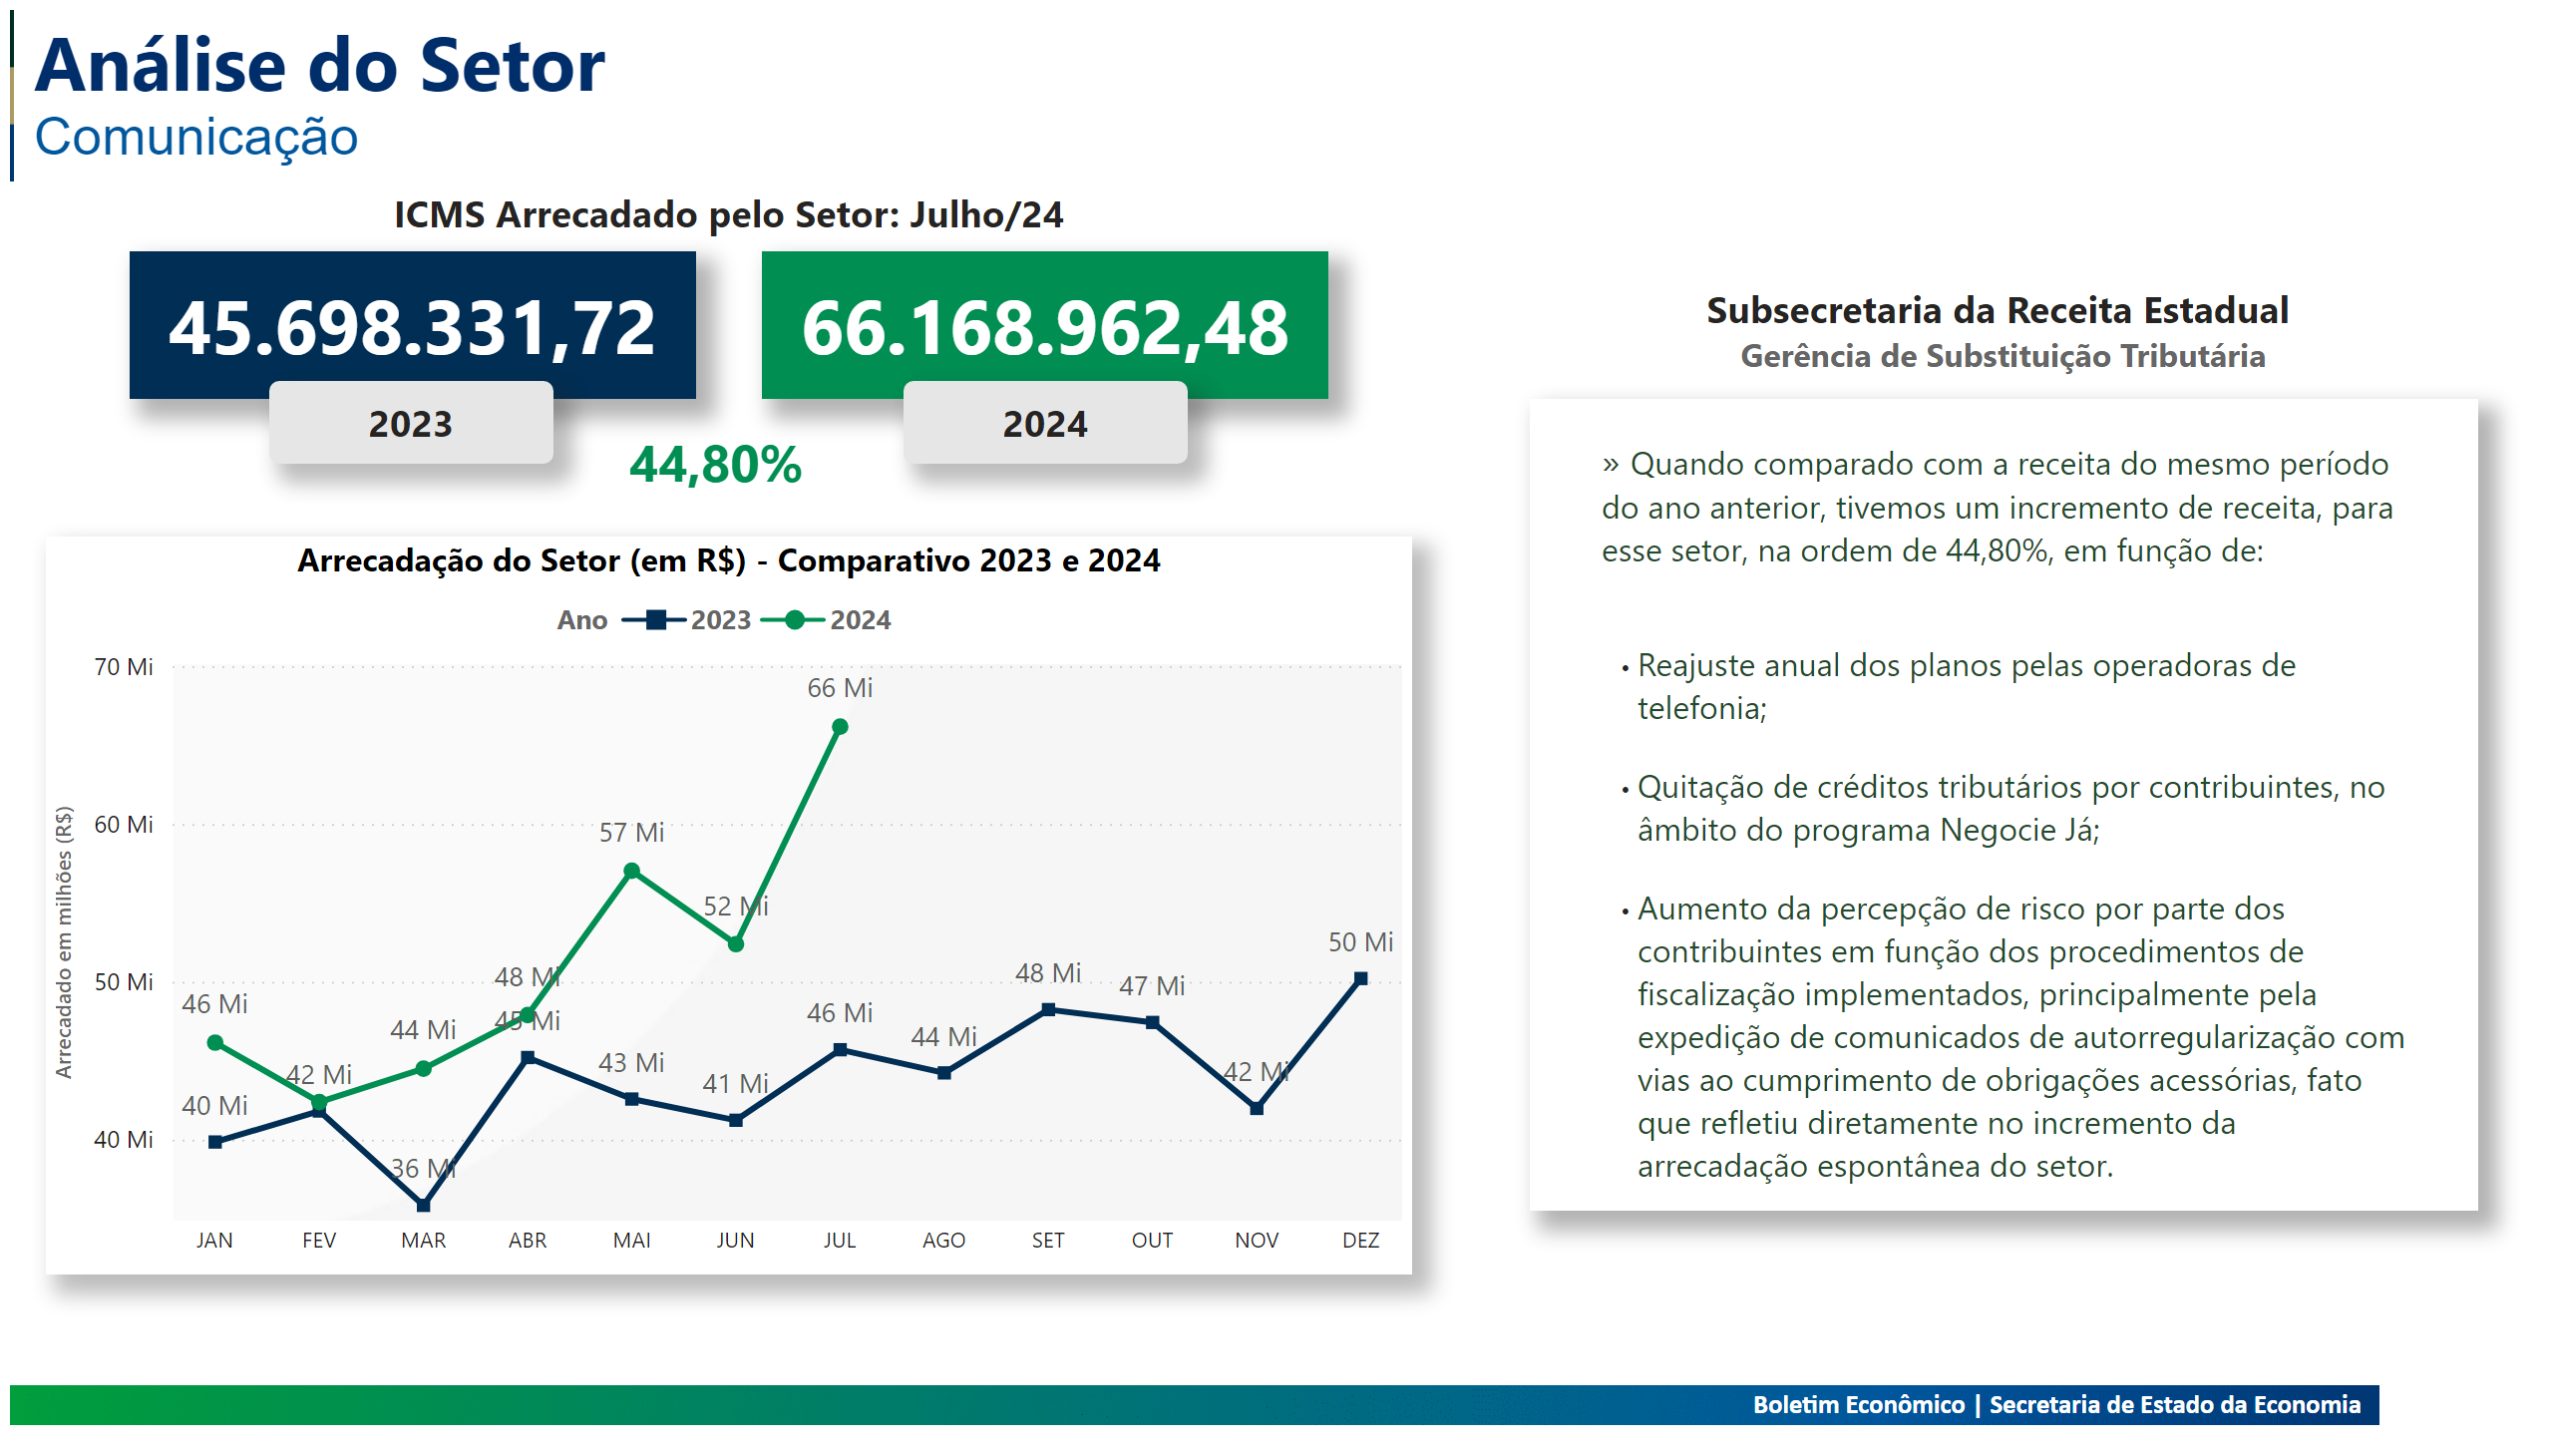 Análise do Setor
Comunicação
ICMS Arrecadado pelo Setor: Julho/24
45.698.331,72
66.168.962,48
2023
2024
44,80%
Arrecadação do Setor (em R$) - Comparativo 2023 e 2024
Ano 2023 2024
Arrecadado em milhões (R$)
70 Mi
60 Mi
50 Mi
40 Mi
66 Mi
57 Mi
52 Mi
50 Mi
48 Mi
48 Mi
47 Mi
46 Mi
46 Mi
45 Mi
44 Mi
44 Mi
43 Mi
42 Mi
42 Mi
41 Mi
40 Mi
36 Mi
JAN FEV MAR ABR MAI JUN JUL AGO SET OUT NOV DEZ
Subsecretaria da Receita Estadual
Gerência de Substituição Tributária
» Quando comparado com a receita do mesmo período
do ano anterior, tivemos um incremento de receita, para
esse setor, na ordem de 44,80%, em função de:
• Reajuste anual dos planos pelas operadoras de
telefonia;
• Quitação de créditos tributários por contribuintes, no
âmbito do programa Negocie Já;
• Aumento da percepção de risco por parte dos
contribuintes em função dos procedimentos de
fiscalização implementados, principalmente pela
expedição de comunicados de autorregularização com
vias ao cumprimento de obrigações acessórias, fato
que refletiu diretamente no incremento da
arrecadação espontânea do setor.
Boletim Econômico | Secretaria de Estado da Economia